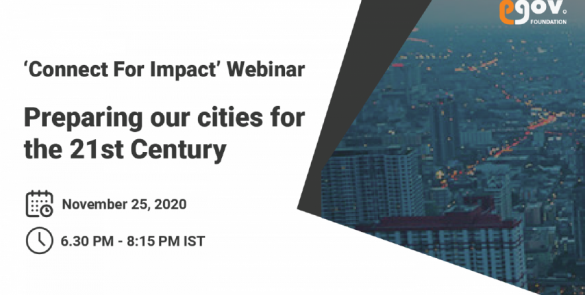 egov.
FOUNDATION
‘Connect For Impact’ Webinar
Preparing our cities for
the 21st Century
November 25, 2020
6.30 PM - 8:15 PM IST